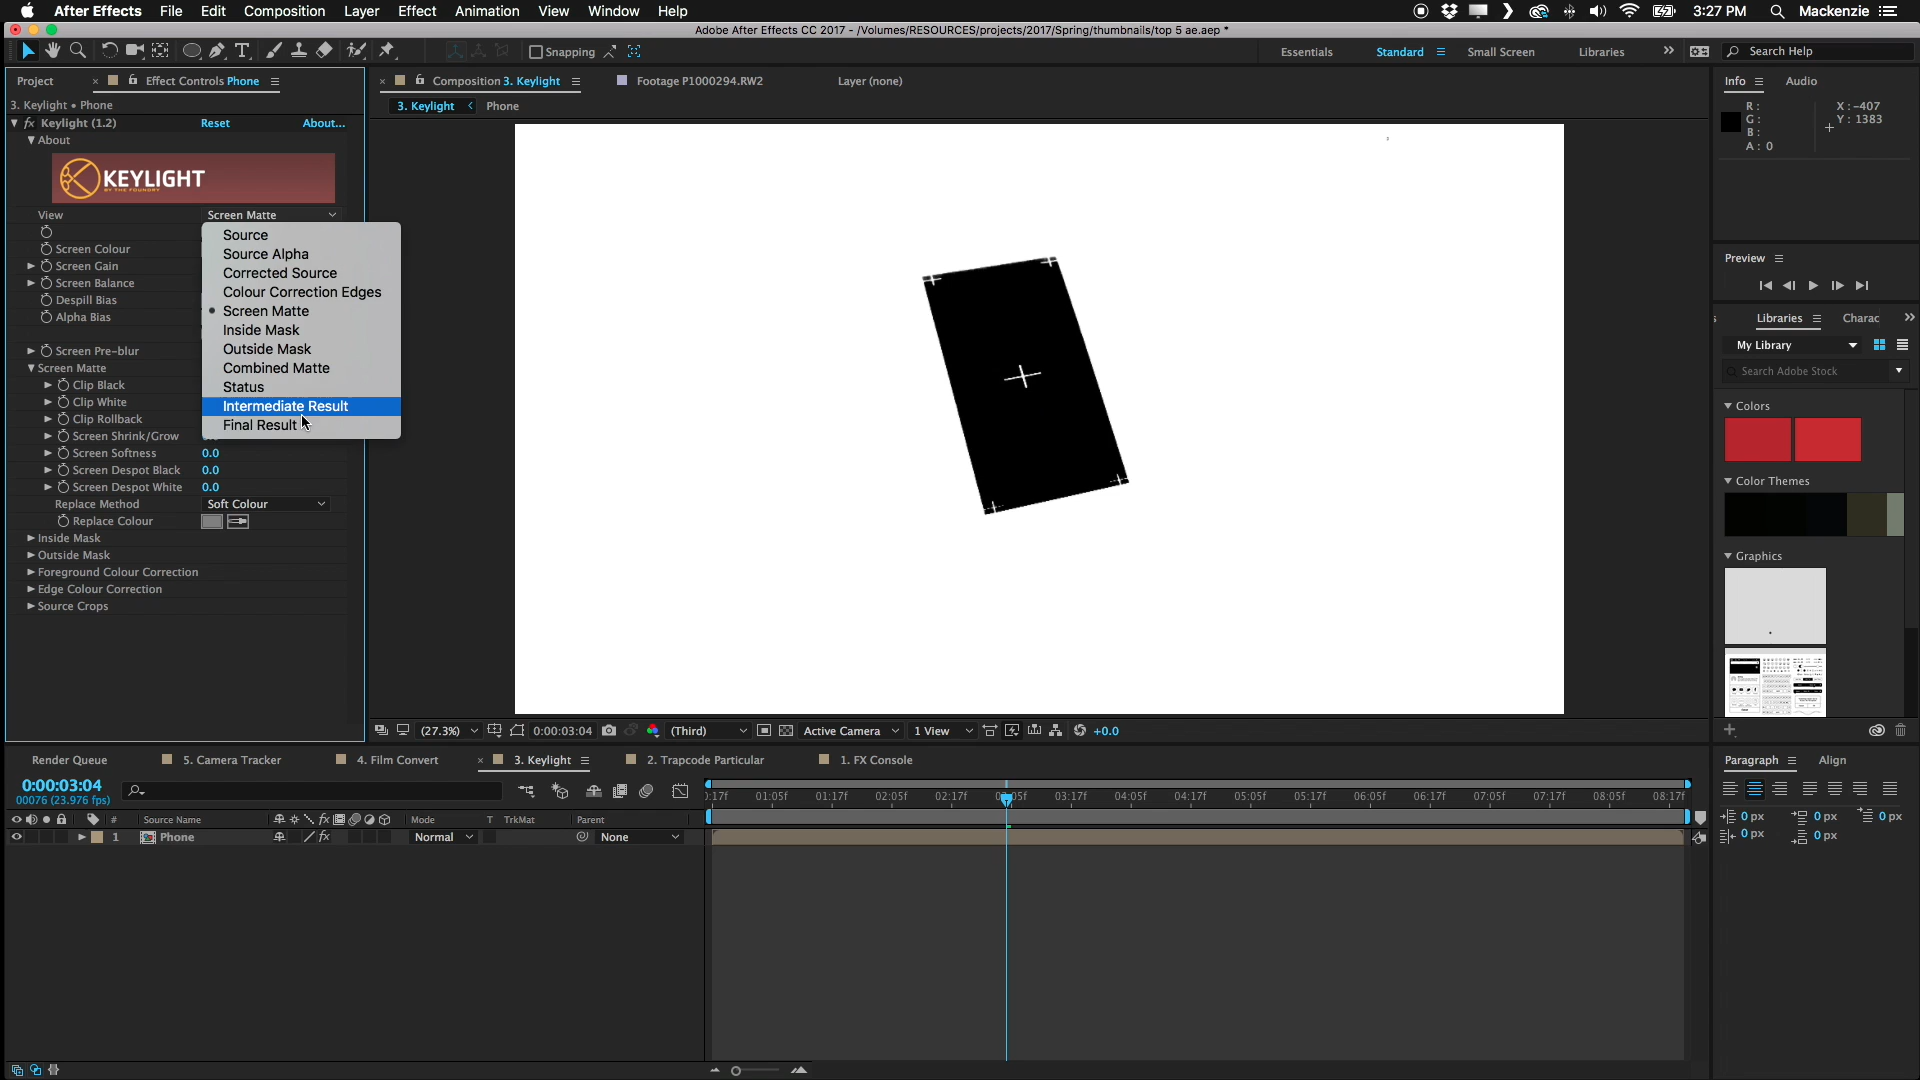 After Effects File Edit Composition Layer Effect Animation View Window Help 3:27 PM Mackenzie
Adobe After Effects CC 2017 - /Volumes/RESOURCES/projects/2017/Spring/thumbnails/top 5 ae.aep *
Snapping Essentials Standard Small Screen Libraries Search Help
Project Effect Controls Phone Composition 3. Keylight Footage P1000294.RW2 Layer (none) Info Audio
3. Keylight • Phone
3. Keylight Phone
Keylight (1.2) Reset About...
About
KEYLIGHT
BY THE FOUNDRY
View Screen Matte
Screen Colour
Screen Gain
Screen Balance
Despill Bias
Alpha Bias
Screen Pre-blur
Screen Matte
Clip Black
Clip White
Clip Rollback
Screen Shrink/Grow
Screen Softness 0.0
Screen Despot Black 0.0
Screen Despot White 0.0
Replace Method Soft Colour
Replace Colour
Inside Mask
Outside Mask
Foreground Colour Correction
Edge Colour Correction
Source Crops
Source
Source Alpha
Corrected Source
Colour Correction Edges
Screen Matte
Inside Mask
Outside Mask
Combined Matte
Status
Intermediate Result
Final Result
R: X: -407
G: Y: 1383
B:
A: 0
Preview
Libraries Charac
My Library
Search Adobe Stock
Colors
Color Themes
Graphics
(27.3%) 0:00:03:04 (Third) Active Camera 1 View +0.0
Render Queue 5. Camera Tracker 4. Film Convert 3. Keylight 2. Trapcode Particular 1. FX Console
Paragraph Align
0:00:03:04
00076 (23.976 fps)
:17f 01:05f 01:17f 02:05f 02:17f 03:17f 04:05f 04:17f 05:05f 05:17f 06:05f 06:17f 07:05f 07:17f 08:05f 08:17f
# Source Name Mode T TrkMat Parent
1 Phone Normal None
0 px 0 px 0 px
0 px 0 px